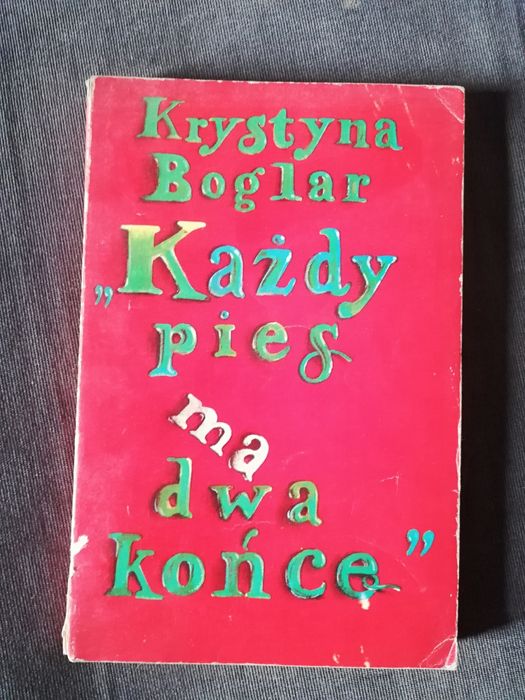 Krystyna
Boglar
„Każdy
pies
ma
dwa
końce”